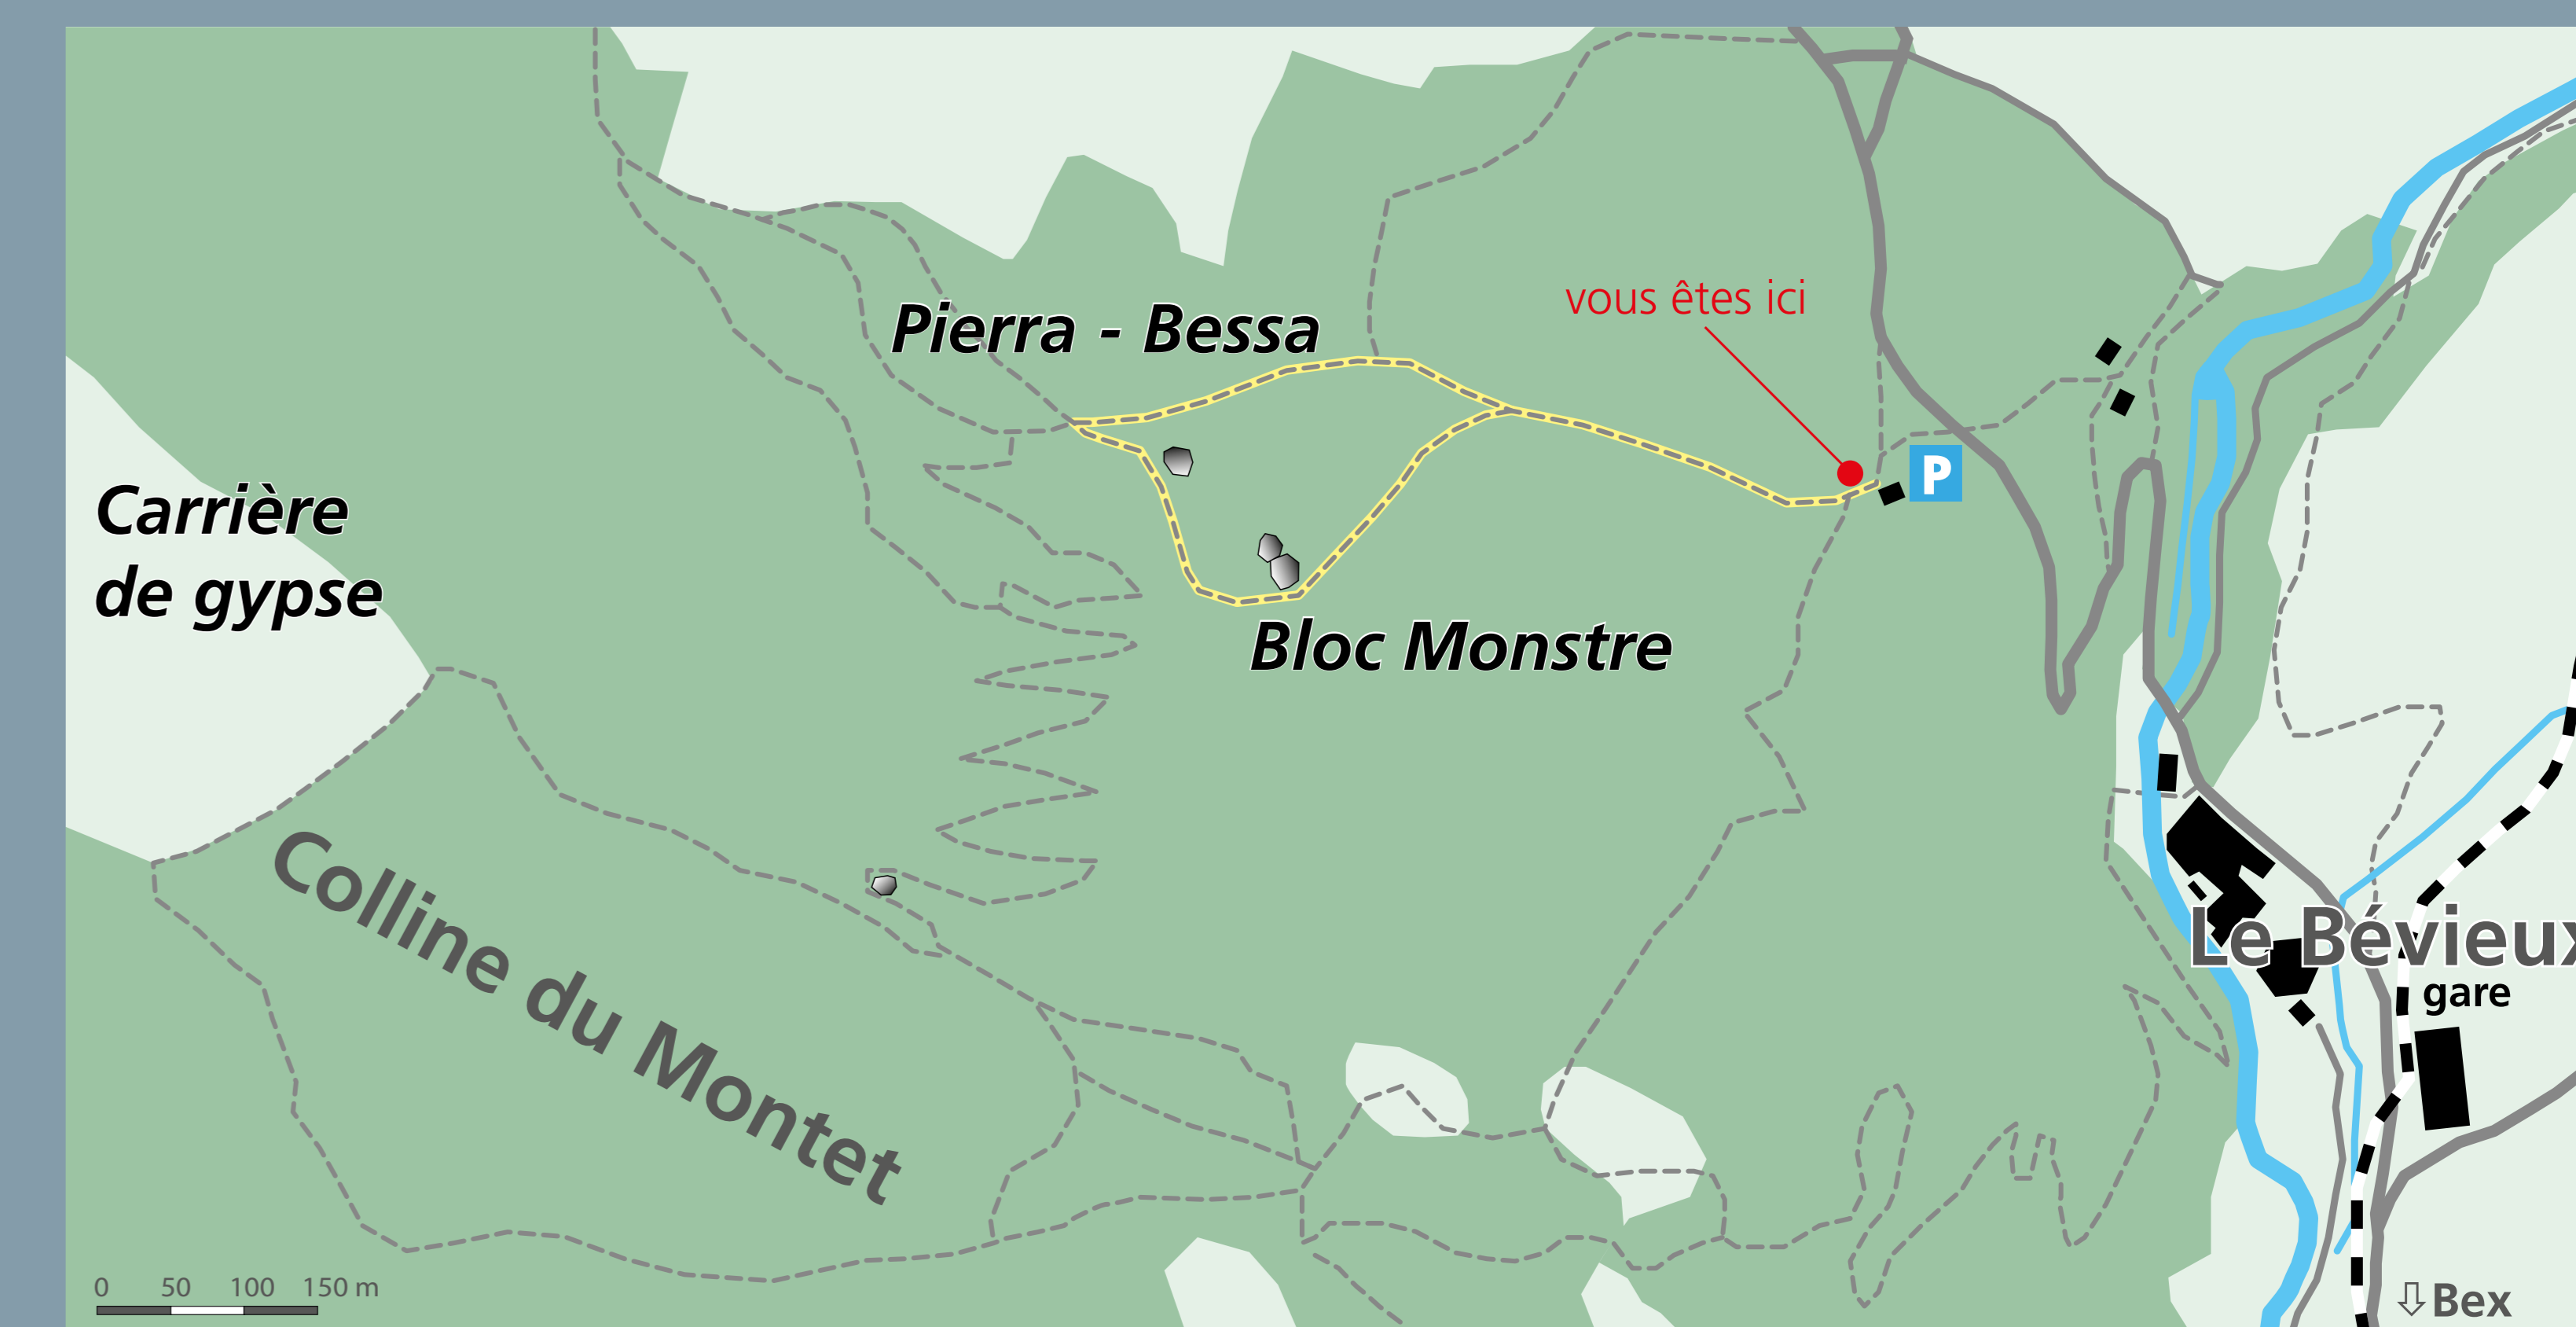 vous êtes ici
Pierra - Bessa
P
Carrière
de gypse
Bloc Monstre
Colline du Montet
Le Bévieux
gare
0 50 100 150 m
Bex